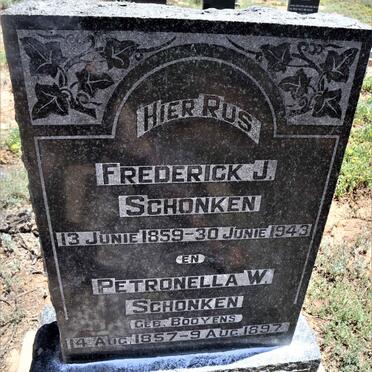 HIER RUS
FREDERICK J.
SCHONKEN
13 JUNIE 1859-30 JUNIE 1943
EN
PETRONELLA W.
SCHONKEN
GEB. BOOYENS
14 AUG. 1857-9 AUG. 1897